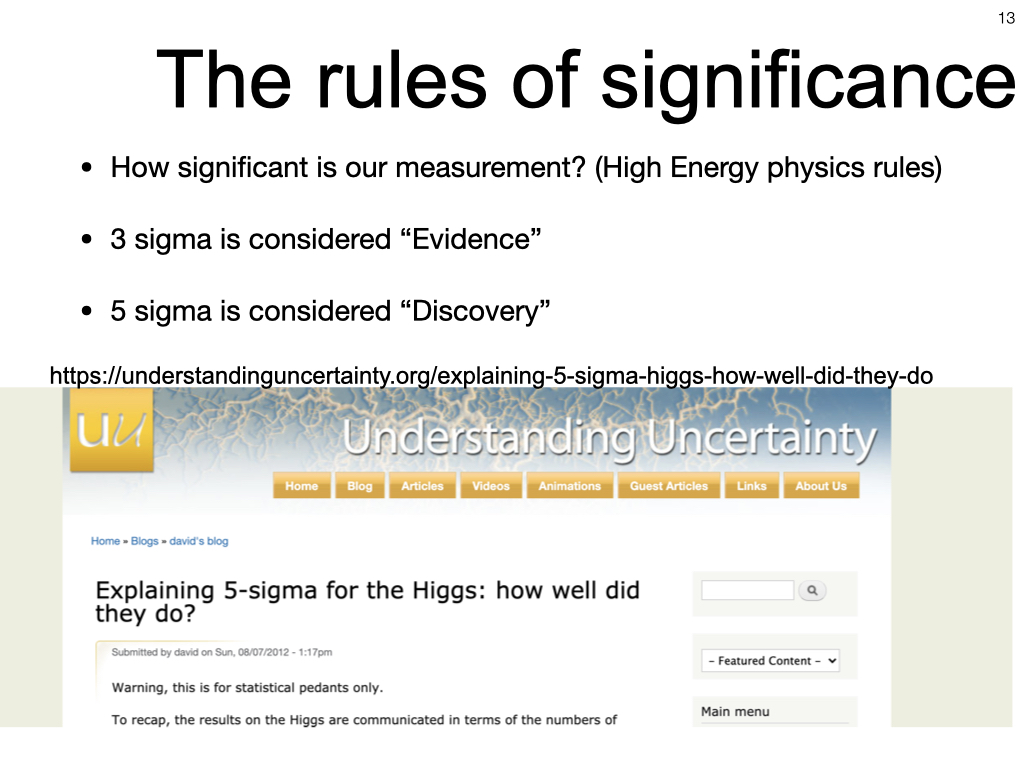 13
The rules of significance
• How significant is our measurement? (High Energy physics rules)
• 3 sigma is considered “Evidence”
• 5 sigma is considered “Discovery”
https://understandinguncertainty.org/explaining-5-sigma-higgs-how-well-did-they-do
uu
Understanding Uncertainty
Home Blog Articles Videos Animations Guest Articles Links About Us
Home » Blogs » david's blog
Explaining 5-sigma for the Higgs: how well did
they do?
Submitted by david on Sun, 08/07/2012 - 1:17pm
– Featured Content –
Warning, this is for statistical pedants only.
Main menu
To recap, the results on the Higgs are communicated in terms of the numbers of